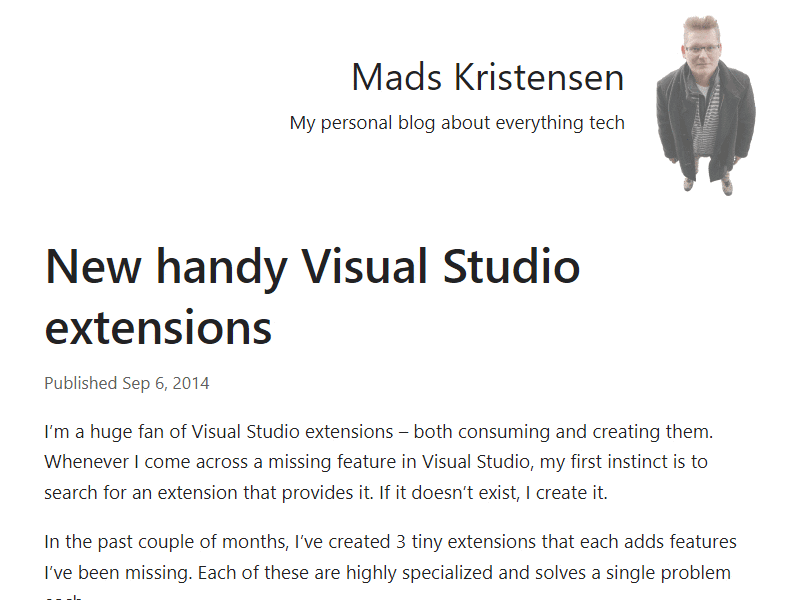 Mads Kristensen
My personal blog about everything tech
New handy Visual Studio
extensions
Published Sep 6, 2014
I’m a huge fan of Visual Studio extensions – both consuming and creating them.
Whenever I come across a missing feature in Visual Studio, my first instinct is to
search for an extension that provides it. If it doesn’t exist, I create it.
In the past couple of months, I’ve created 3 tiny extensions that each adds features
I’ve been missing. Each of these are highly specialized and solves a single problem